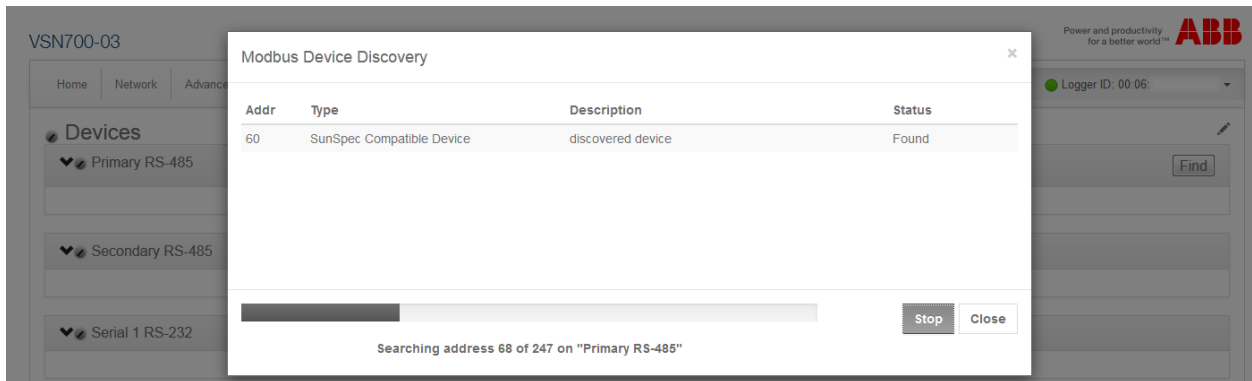 VSN700-03
Power and productivity
for a better world™
ABB
Home Network Advance
Logger ID: 00:06:
Devices
Primary RS-485
Find
Secondary RS-485
Serial 1 RS-232
Modbus Device Discovery
×
Addr Type Description Status
60 SunSpec Compatible Device discovered device Found
Stop Close
Searching address 68 of 247 on "Primary RS-485"